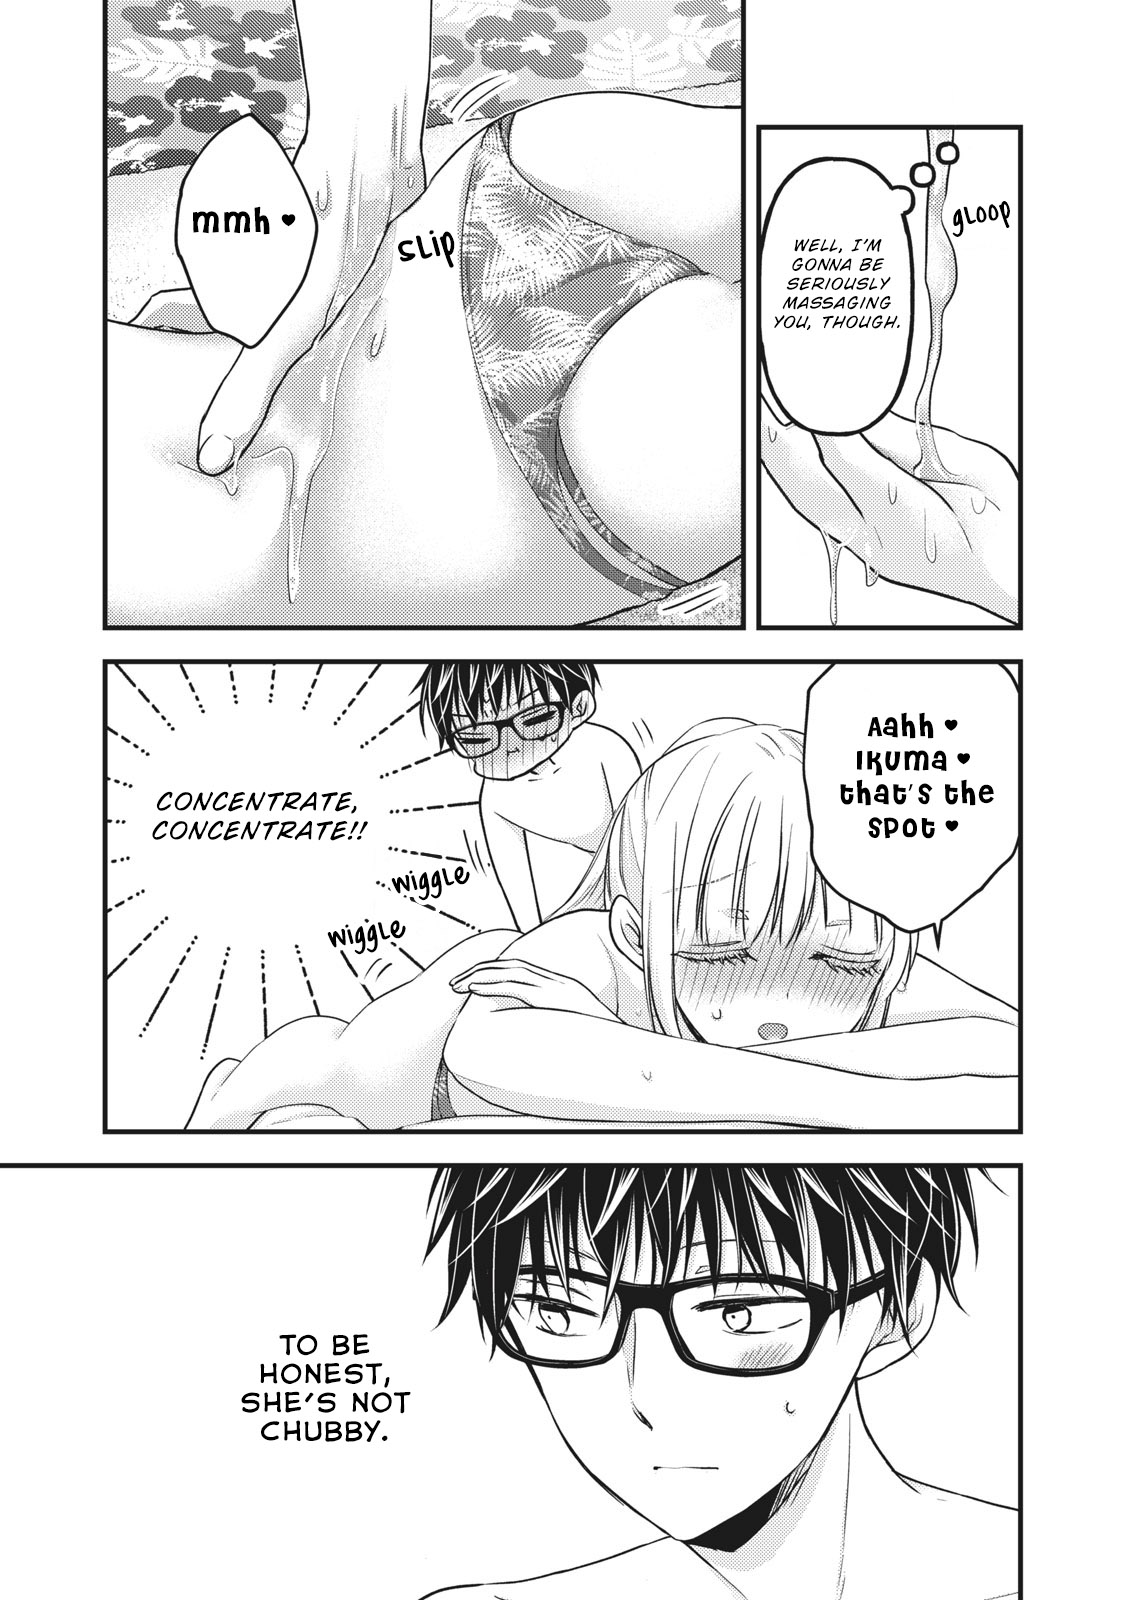 WELL, I'M
GONNA BE
SERIOUSLY
MASSAGING
YOU, THOUGH.
gloop
mmh ♥
slip
Aahh ♥
Ikuma ♥
that's the
spot ♥
CONCENTRATE,
CONCENTRATE!!
wiggle
wiggle
TO BE
HONEST,
SHE'S NOT
CHUBBY.